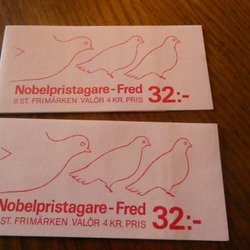 Nobelpristagare-Fred
8 ST. FRIMÄRKEN VALÖR 4 KR. PRIS 32:-
Nobelpristagare-Fred
ST. FRIMÄRKEN VALÖR 4 KR. PRIS 32:-